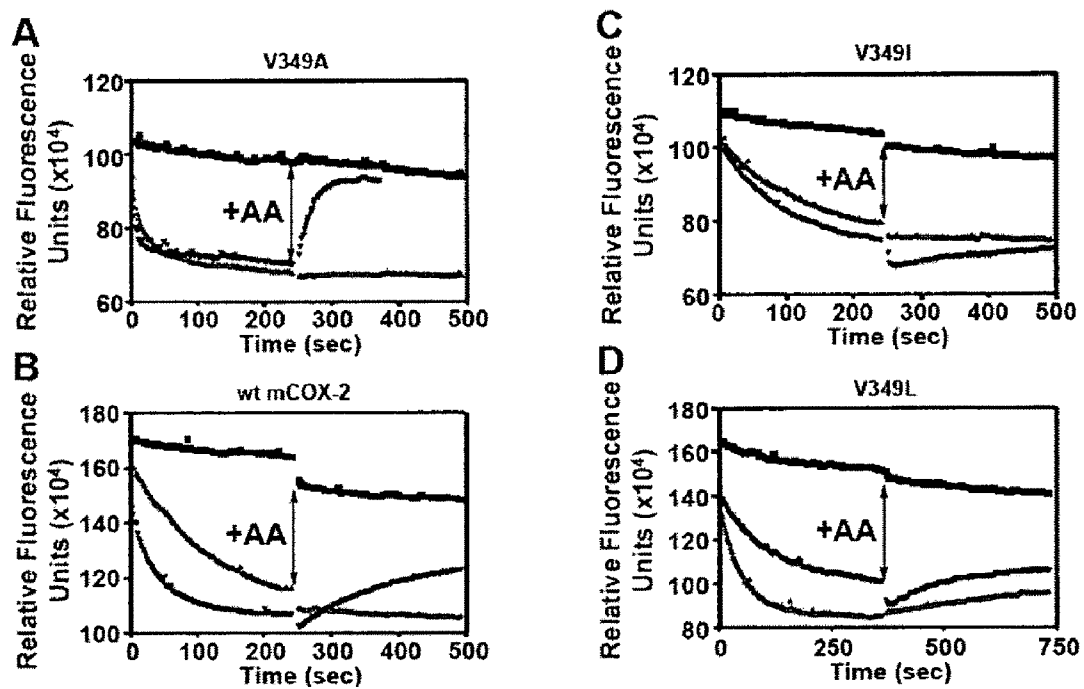 A
V349A
Relative Fluorescence
Units (x10⁴)
120
100
80
60
+AA
0 100 200 300 400 500
Time (sec)
B
wt mCOX-2
Relative Fluorescence
Units (x10⁴)
180
160
140
120
100
+AA
0 100 200 300 400 500
Time (sec)
C
V349I
Relative Fluorescence
Units (x10⁴)
120
100
80
60
+AA
0 100 200 300 400 500
Time (sec)
D
V349L
Relative Fluorescence
Units (x10⁴)
180
160
140
120
100
80
+AA
0 250 500 750
Time (sec)